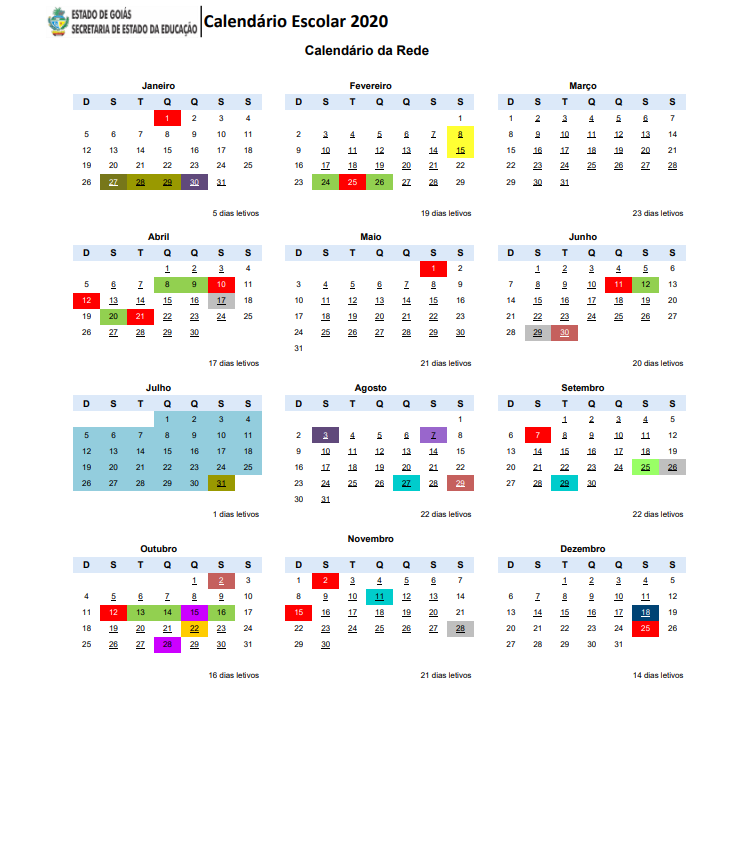 ESTADO DE GOIÁS
SECRETARIA DE ESTADO DA EDUCAÇÃO
Calendário Escolar 2020
Calendário da Rede
Janeiro
D S T Q Q S S
1 2 3 4
5 6 7 8 9 10 11
12 13 14 15 16 17 18
19 20 21 22 23 24 25
26 27 28 29 30 31
5 dias letivos
Fevereiro
D S T Q Q S S
1
2 3 4 5 6 7 8
9 10 11 12 13 14 15
16 17 18 19 20 21 22
23 24 25 26 27 28 29
19 dias letivos
Março
D S T Q Q S S
1 2 3 4 5 6 7
8 9 10 11 12 13 14
15 16 17 18 19 20 21
22 23 24 25 26 27 28
29 30 31
23 dias letivos
Abril
D S T Q Q S S
1 2 3 4
5 6 7 8 9 10 11
12 13 14 15 16 17 18
19 20 21 22 23 24 25
26 27 28 29 30
17 dias letivos
Maio
D S T Q Q S S
1 2
3 4 5 6 7 8 9
10 11 12 13 14 15 16
17 18 19 20 21 22 23
24 25 26 27 28 29 30
31
21 dias letivos
Junho
D S T Q Q S S
1 2 3 4 5 6
7 8 9 10 11 12 13
14 15 16 17 18 19 20
21 22 23 24 25 26 27
28 29 30
20 dias letivos
Julho
D S T Q Q S S
1 2 3 4
5 6 7 8 9 10 11
12 13 14 15 16 17 18
19 20 21 22 23 24 25
26 27 28 29 30 31
1 dias letivos
Agosto
D S T Q Q S S
1
2 3 4 5 6 7 8
9 10 11 12 13 14 15
16 17 18 19 20 21 22
23 24 25 26 27 28 29
30 31
22 dias letivos
Setembro
D S T Q Q S S
1 2 3 4 5
6 7 8 9 10 11 12
13 14 15 16 17 18 19
20 21 22 23 24 25 26
27 28 29 30
22 dias letivos
Outubro
D S T Q Q S S
1 2 3
4 5 6 7 8 9 10
11 12 13 14 15 16 17
18 19 20 21 22 23 24
25 26 27 28 29 30 31
16 dias letivos
Novembro
D S T Q Q S S
1 2 3 4 5 6 7
8 9 10 11 12 13 14
15 16 17 18 19 20 21
22 23 24 25 26 27 28
29 30
21 dias letivos
Dezembro
D S T Q Q S S
1 2 3 4 5
6 7 8 9 10 11 12
13 14 15 16 17 18 19
20 21 22 23 24 25 26
27 28 29 30 31
14 dias letivos